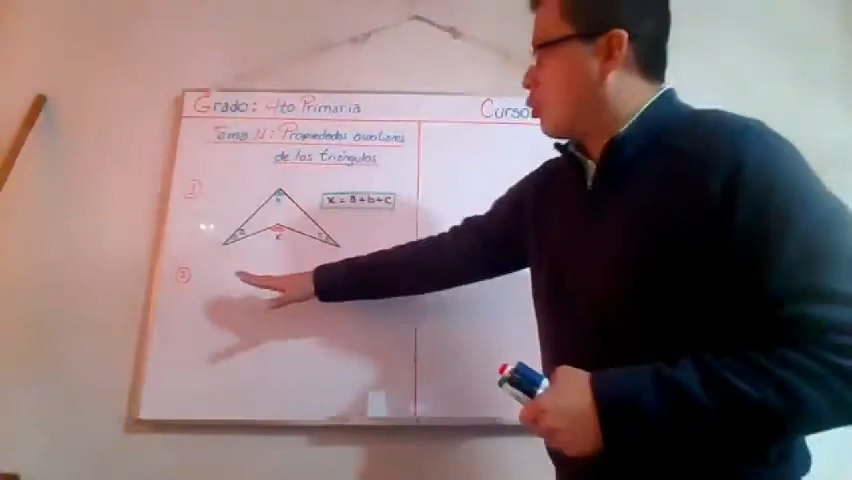 Grado: 4to Primaria
Curso
Tema N: Propiedades auxiliares
de los triángulos
1)
x = a+b+c
b
a
c
x
2)